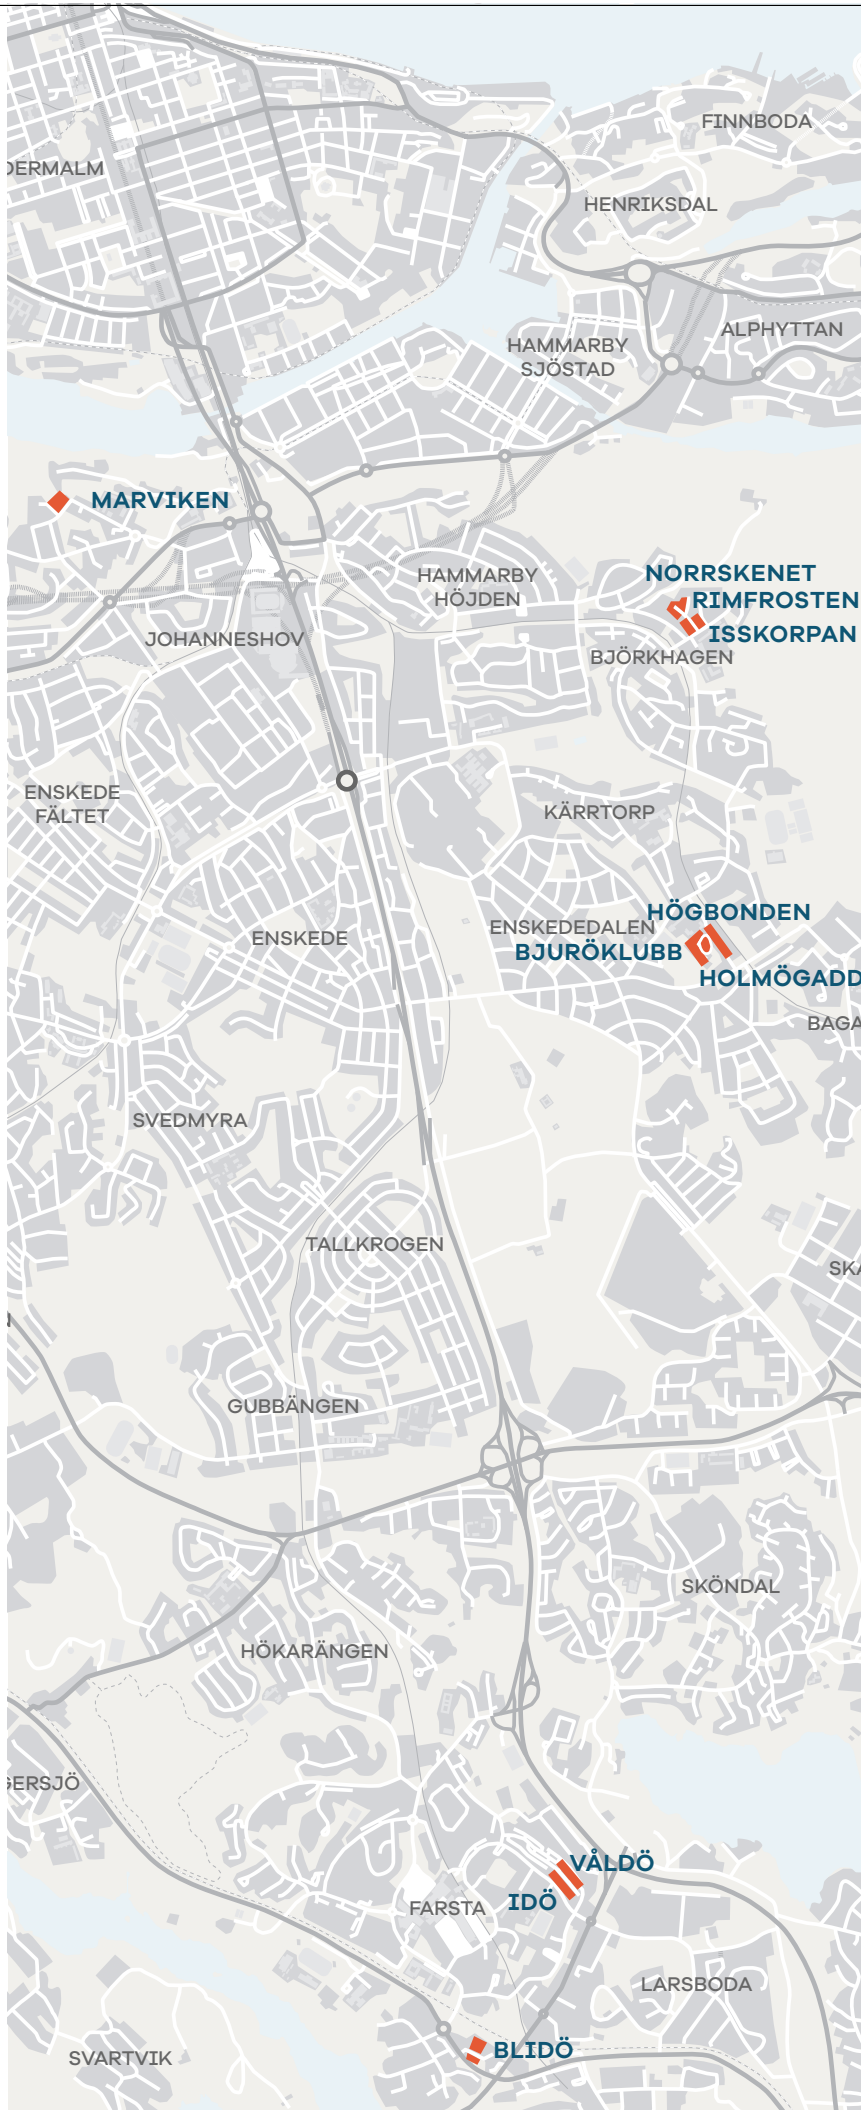 FINNBODA
DERMALM
HENRIKSDAL
ALPHYTTAN
HAMMARBY
SJÖSTAD
MARVIKEN
HAMMARBY
HÖJDEN
NORRSKENET
RIMFROSTEN
ISSKORPAN
JOHANNESHOV
BJÖRKHAGEN
ENSKEDE
FÄLTET
KÄRRTORP
HÖGBONDEN
ENSKEDEDALEN
ENSKEDE
BJURÖKLUBB
HOLMÖGADD
BAGA
SVEDMYRA
TALLKROGEN
SKA
GUBBÄNGEN
SKÖNDAL
HÖKARÄNGEN
GERSJÖ
VÅLDÖ
IDÖ
FARSTA
LARSBODA
BLIDÖ
SVARTVIK